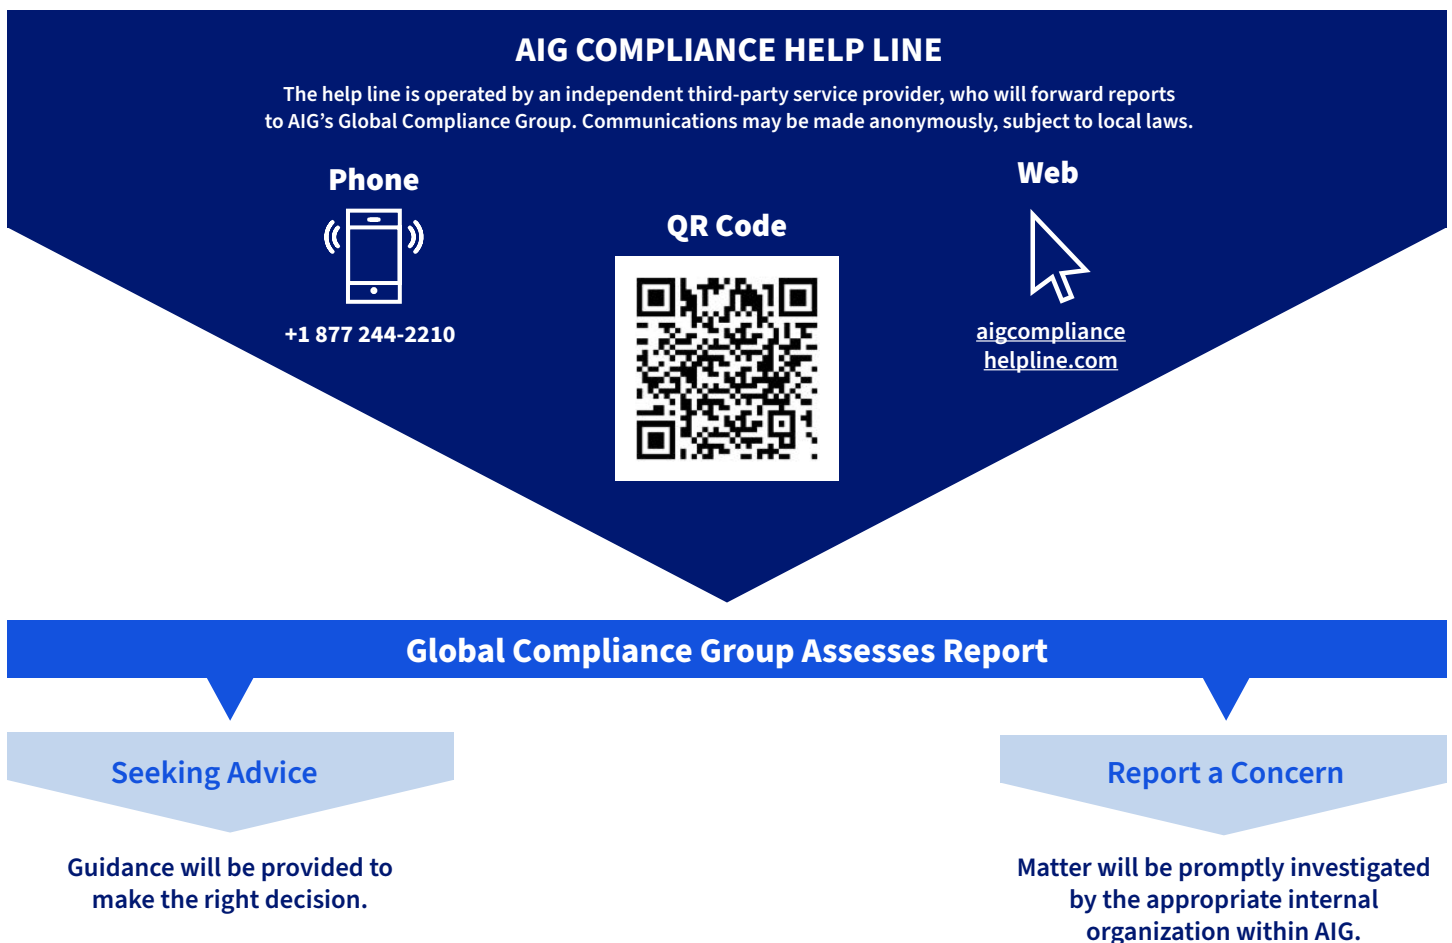 AIG COMPLIANCE HELP LINE
The help line is operated by an independent third-party service provider, who will forward reports
to AIG’s Global Compliance Group. Communications may be made anonymously, subject to local laws.
Phone
+1 877 244-2210
QR Code
Web
aigcompliance
helpline.com
Global Compliance Group Assesses Report
Seeking Advice
Guidance will be provided to
make the right decision.
Report a Concern
Matter will be promptly investigated
by the appropriate internal
organization within AIG.